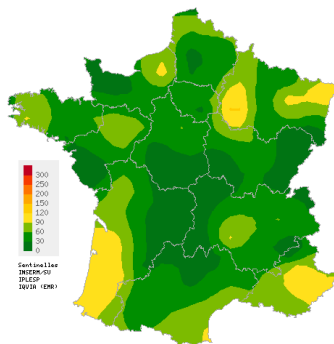 300
250
200
150
120
90
60
30
0
Sentinelles
INSERM/SU
IPLESP
IQVIA (EMR)